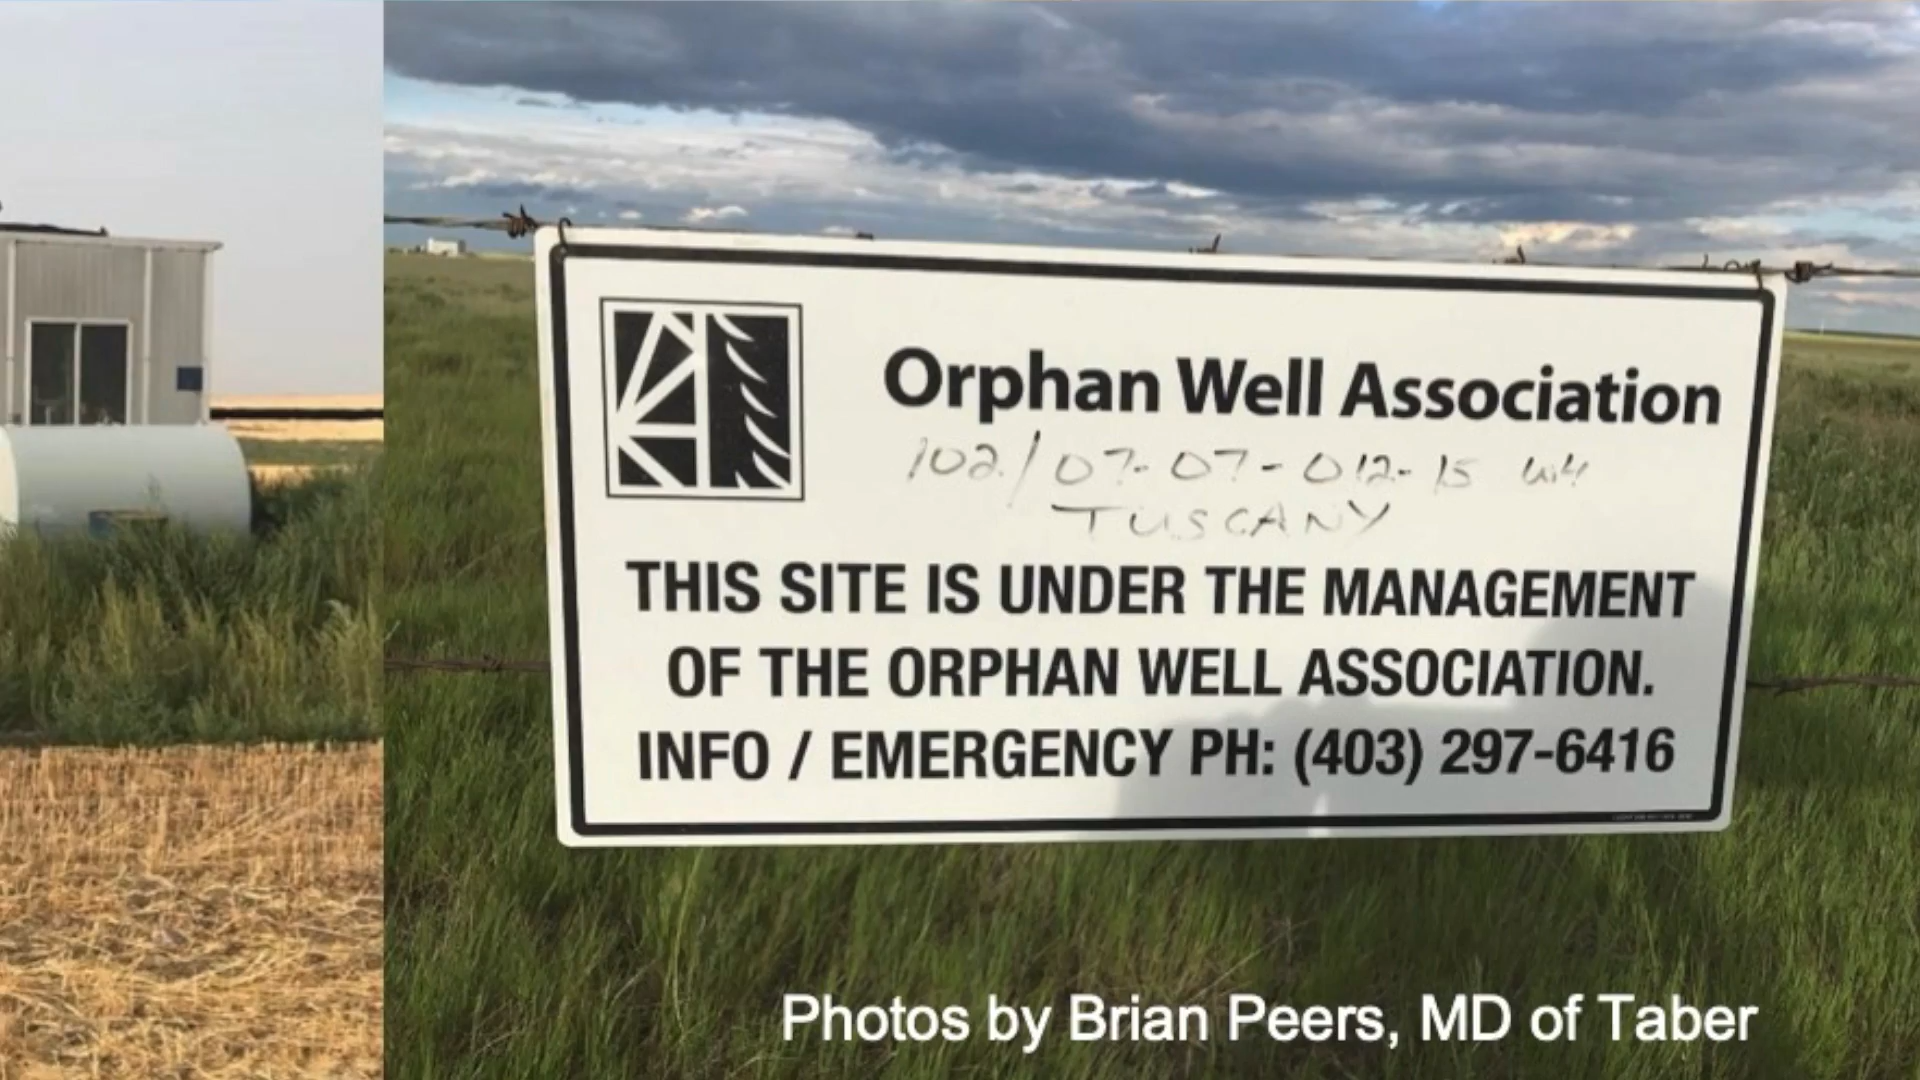 Orphan Well Association
102/07-07-012-15 W4
TUSCANY
THIS SITE IS UNDER THE MANAGEMENT
OF THE ORPHAN WELL ASSOCIATION.
INFO / EMERGENCY PH: (403) 297-6416
Photos by Brian Peers, MD of Taber